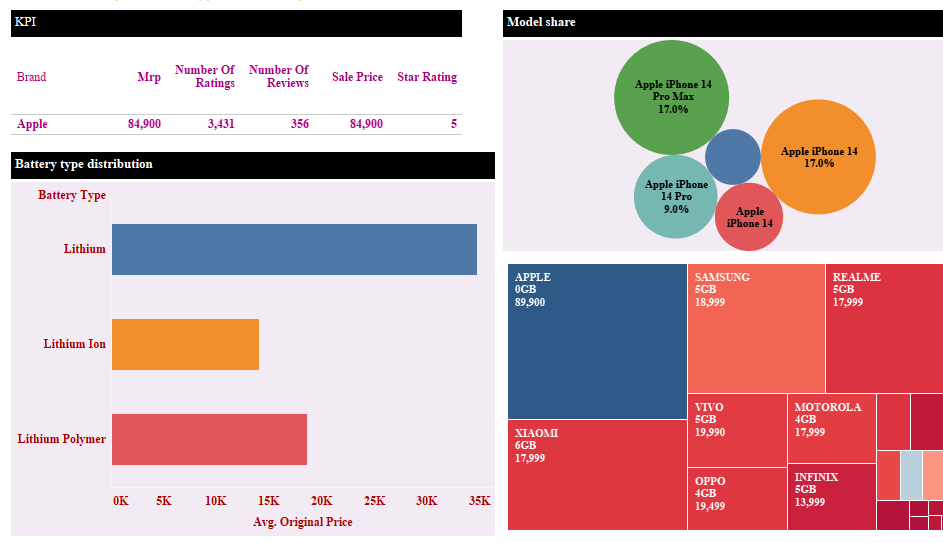 KPI
Brand
Mrp
Number Of
Ratings
Number Of
Reviews
Sale Price
Star Rating
Apple
84,900
3,431
356
84,900
5
Battery type distribution
Battery Type
Lithium
Lithium Ion
Lithium Polymer
0K
5K
10K
15K
20K
25K
30K
35K
Avg. Original Price
Model share
Apple iPhone 14
Pro Max
17.0%
Apple iPhone 14
17.0%
Apple iPhone
14 Pro
9.0%
Apple
iPhone 14
APPLE
0GB
89,900
SAMSUNG
5GB
18,999
REALME
5GB
17,999
XIAOMI
6GB
17,999
VIVO
5GB
19,990
MOTOROLA
4GB
17,999
OPPO
4GB
19,499
INFINIX
5GB
13,999